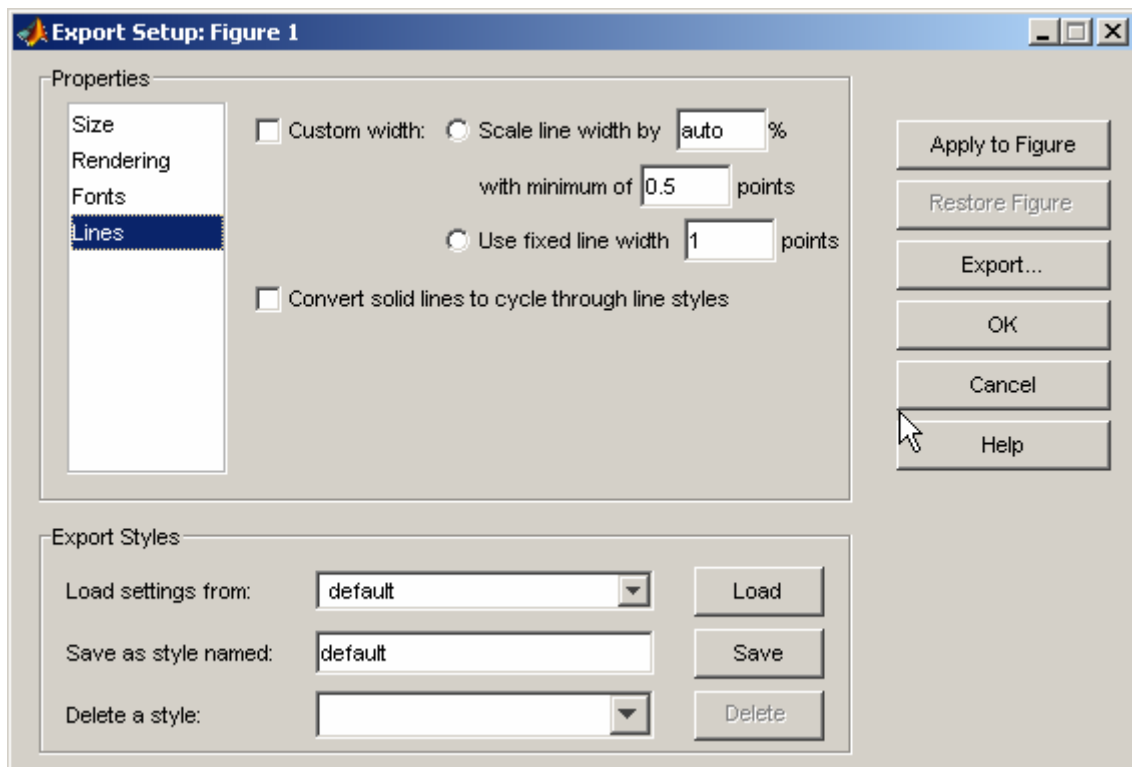 Export Setup: Figure 1
Properties
Size
Rendering
Fonts
Lines
Custom width: Scale line width by auto %
with minimum of 0.5 points
Use fixed line width 1 points
Convert solid lines to cycle through line styles
Apply to Figure
Restore Figure
Export...
OK
Cancel
Help
Export Styles
Load settings from: default Load
Save as style named: default Save
Delete a style: Delete